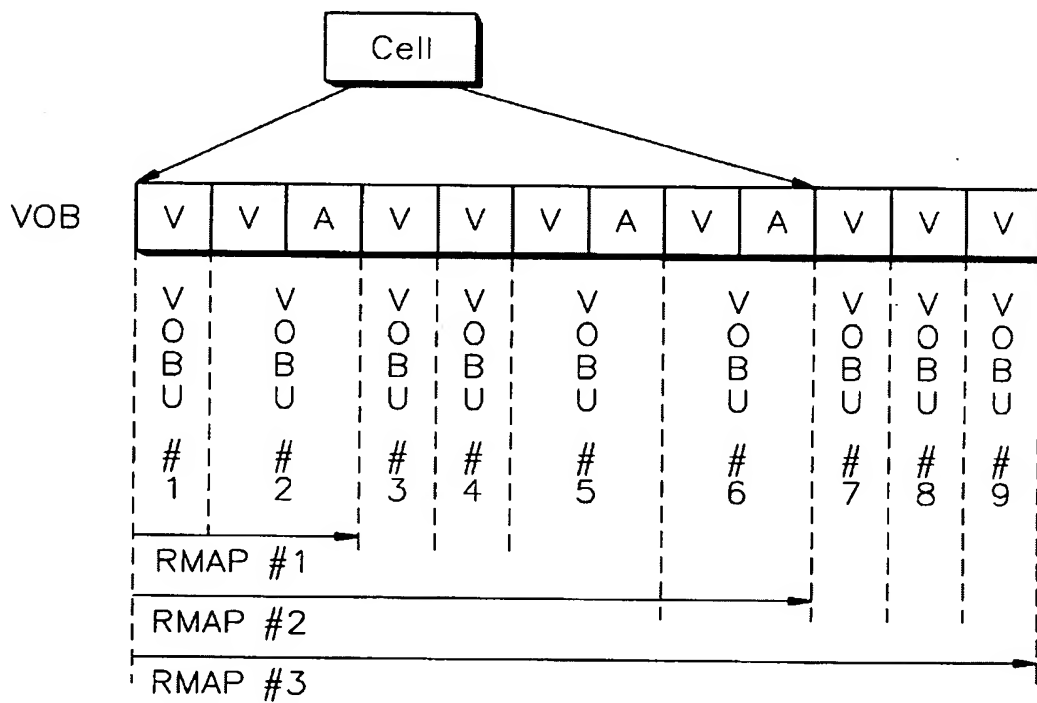 Cell
VOB
V V A V V V A V A V V V
VOBU #1
VOBU #2
VOBU #3
VOBU #4
VOBU #5
VOBU #6
VOBU #7
VOBU #8
VOBU #9
RMAP #1
RMAP #2
RMAP #3